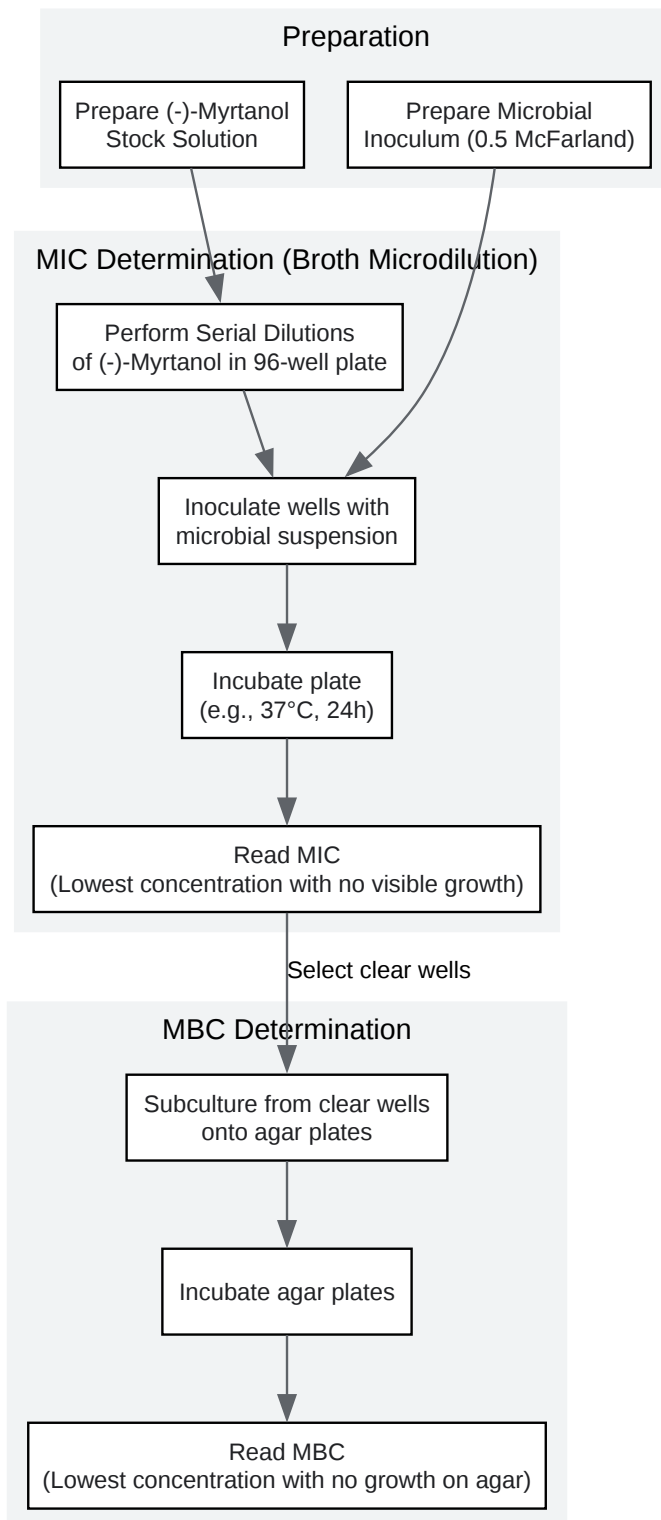 Preparation
Prepare (-)-Myrtanol
Stock Solution
Prepare Microbial
Inoculum (0.5 McFarland)
MIC Determination (Broth Microdilution)
Perform Serial Dilutions
of (-)-Myrtanol in 96-well plate
Inoculate wells with
microbial suspension
Incubate plate
(e.g., 37°C, 24h)
Read MIC
(Lowest concentration with no visible growth)
Select clear wells
MBC Determination
Subculture from clear wells
onto agar plates
Incubate agar plates
Read MBC
(Lowest concentration with no growth on agar)